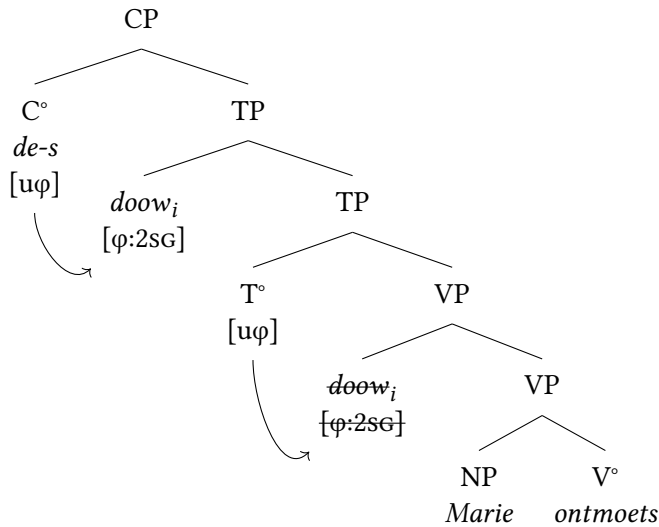 CP
C° TP
de-s
[uφ] doow_i TP
[φ:2SG]
T° VP
[uφ]
doow_i VP
[φ:2SG]
NP V°
Marie ontmoets